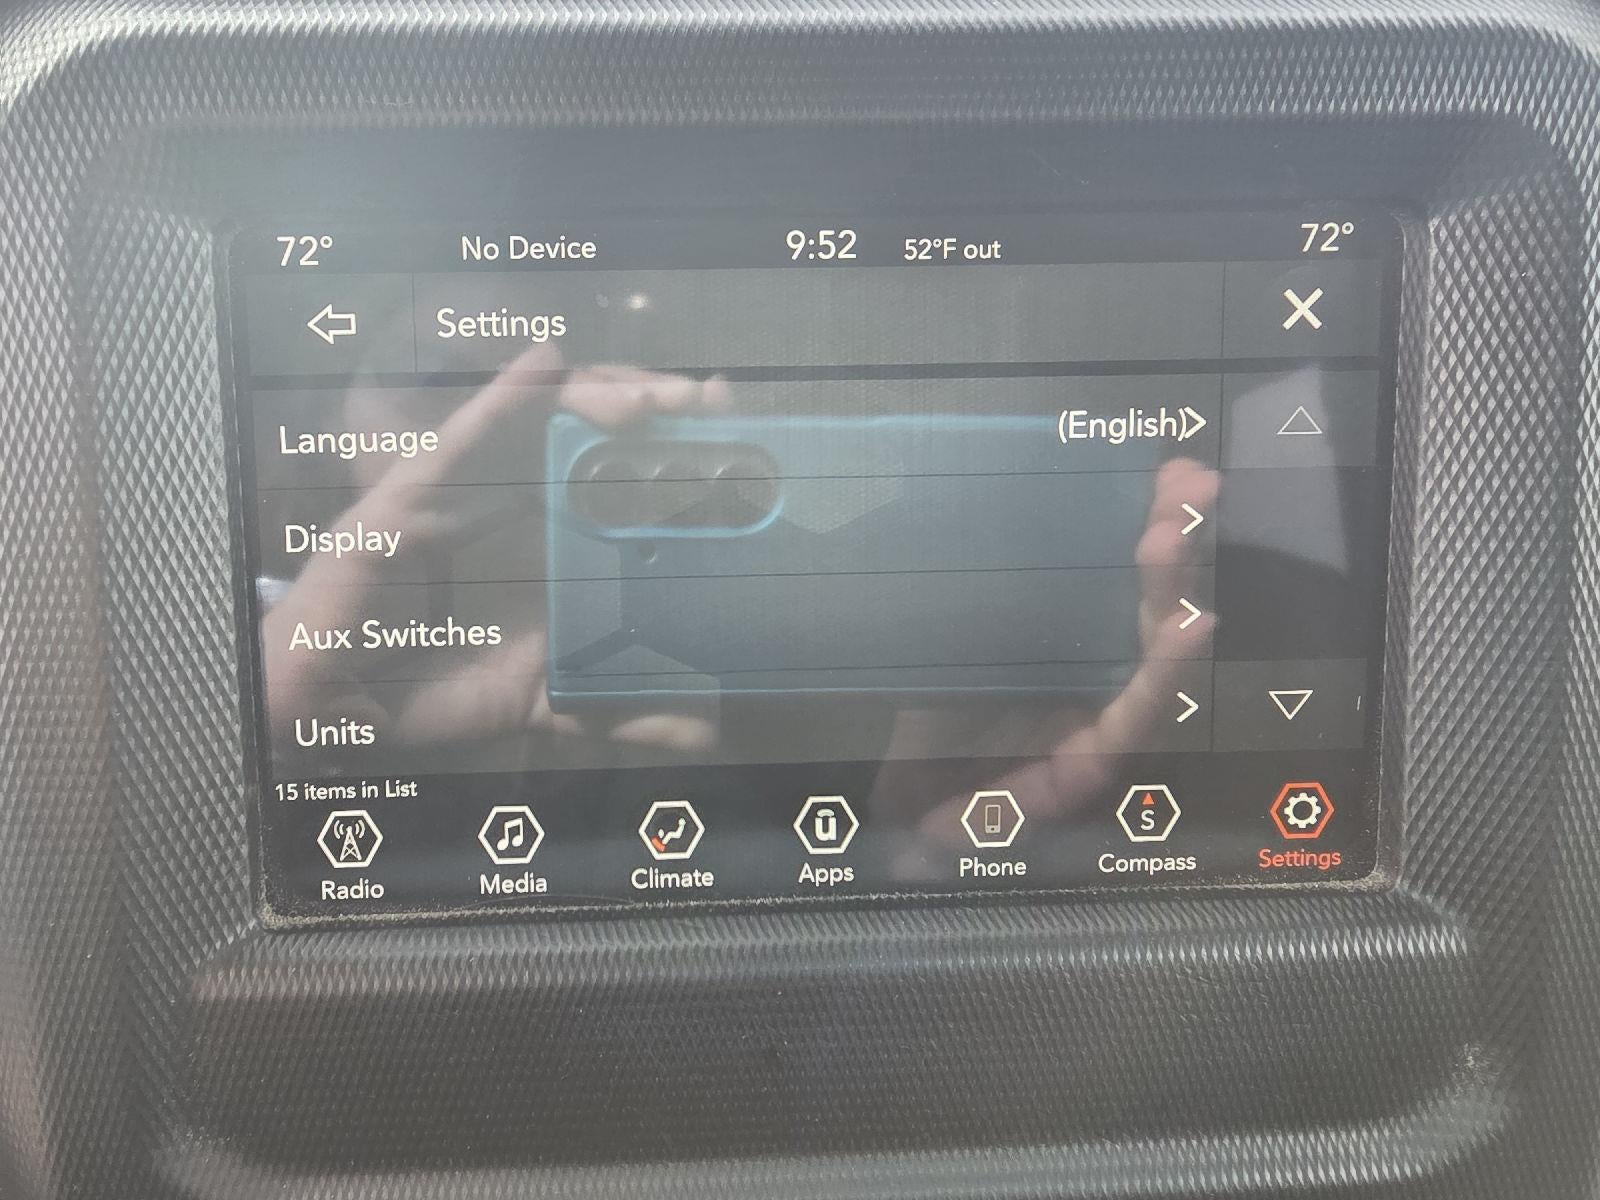 72° No Device 9:52 52°F out 72°
Settings
Language (English)
Display
Aux Switches
Units
15 items in List
Radio Media Climate Apps Phone Compass Settings
S